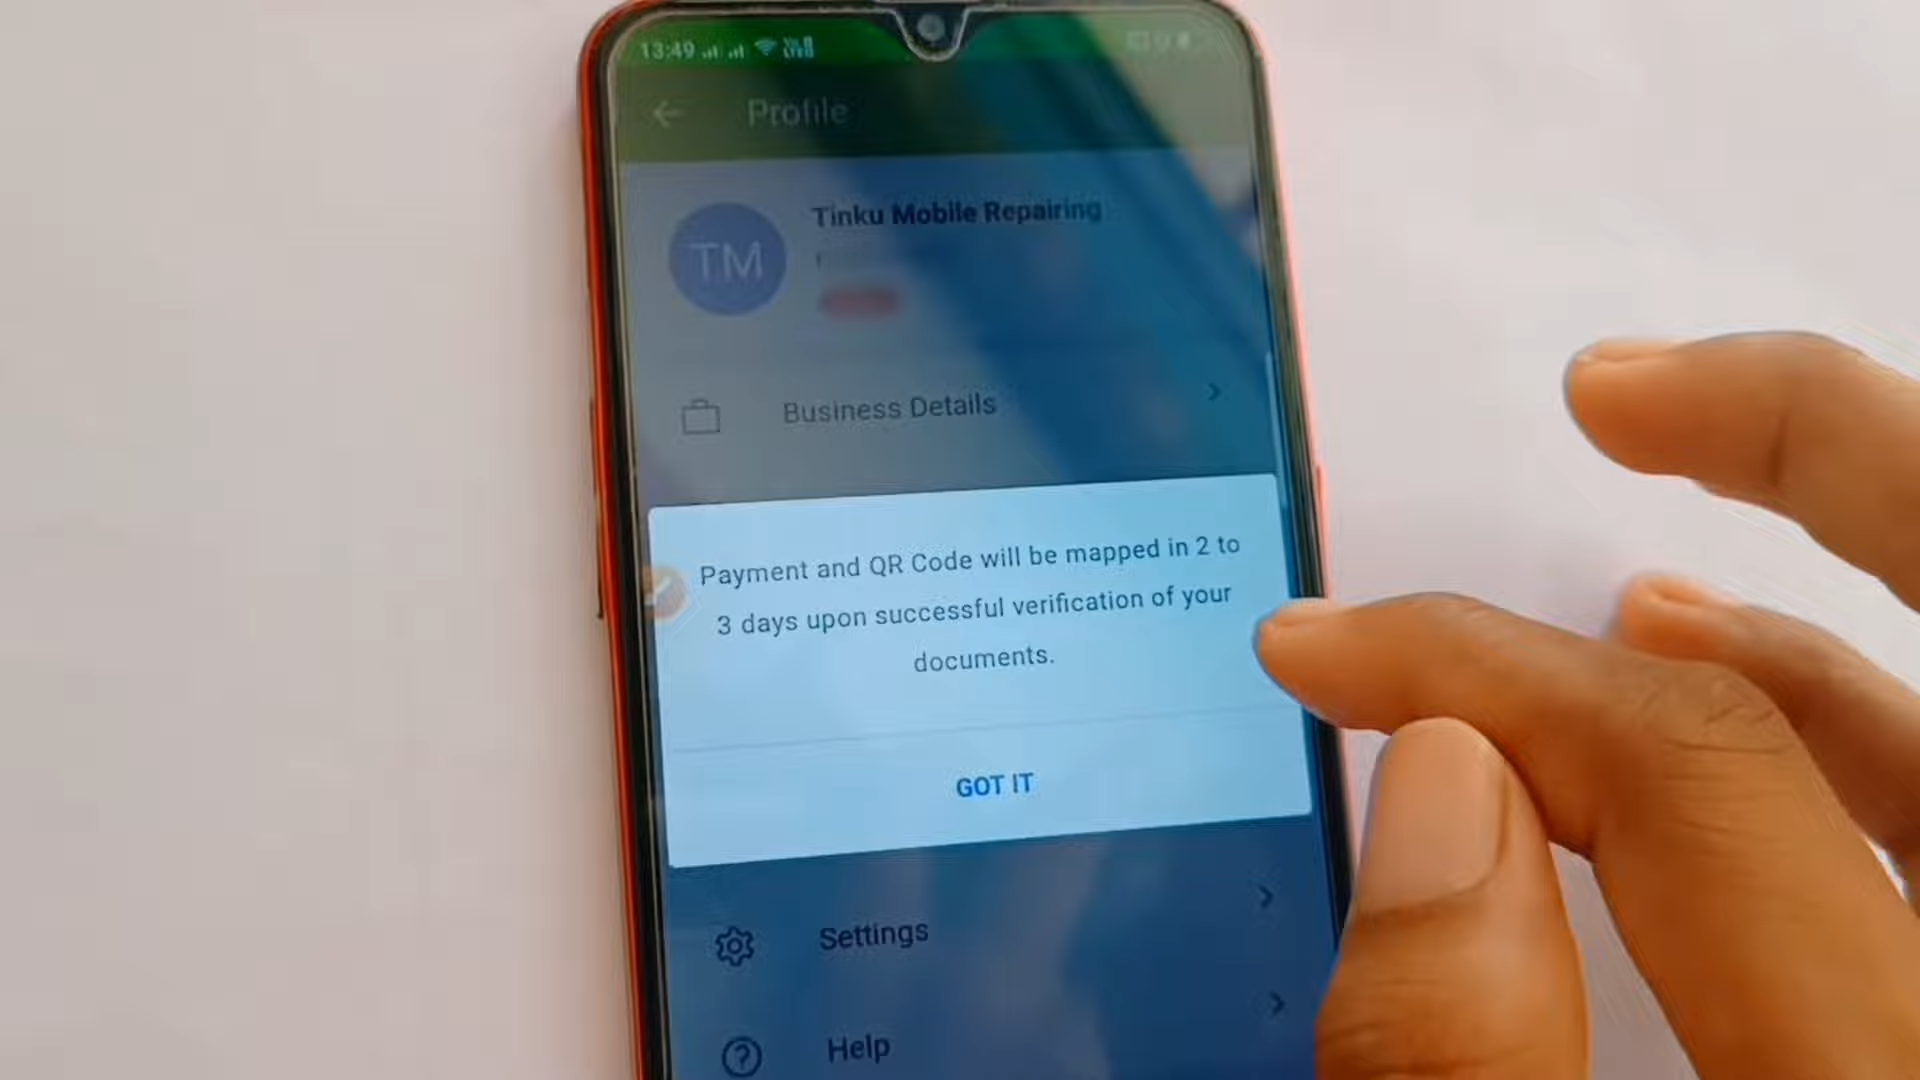 13:49
Profile
TM
Tinku Mobile Repairing
Business Details
Payment and QR Code will be mapped in 2 to
3 days upon successful verification of your
documents.
GOT IT
Settings
Help